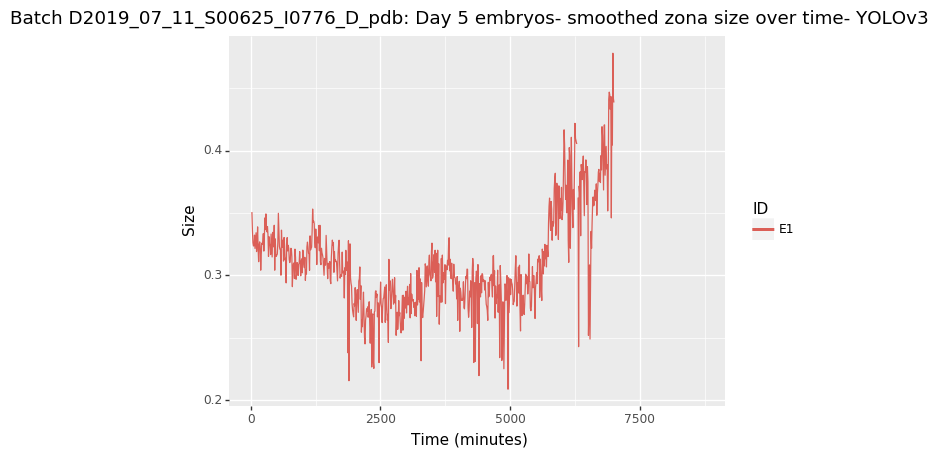 Batch D2019_07_11_S00625_I0776_D_pdb: Day 5 embryos- smoothed zona size over time- YOLOv3
0.4
0.3
0.2
Size
0
2500
5000
7500
Time (minutes)
ID
E1